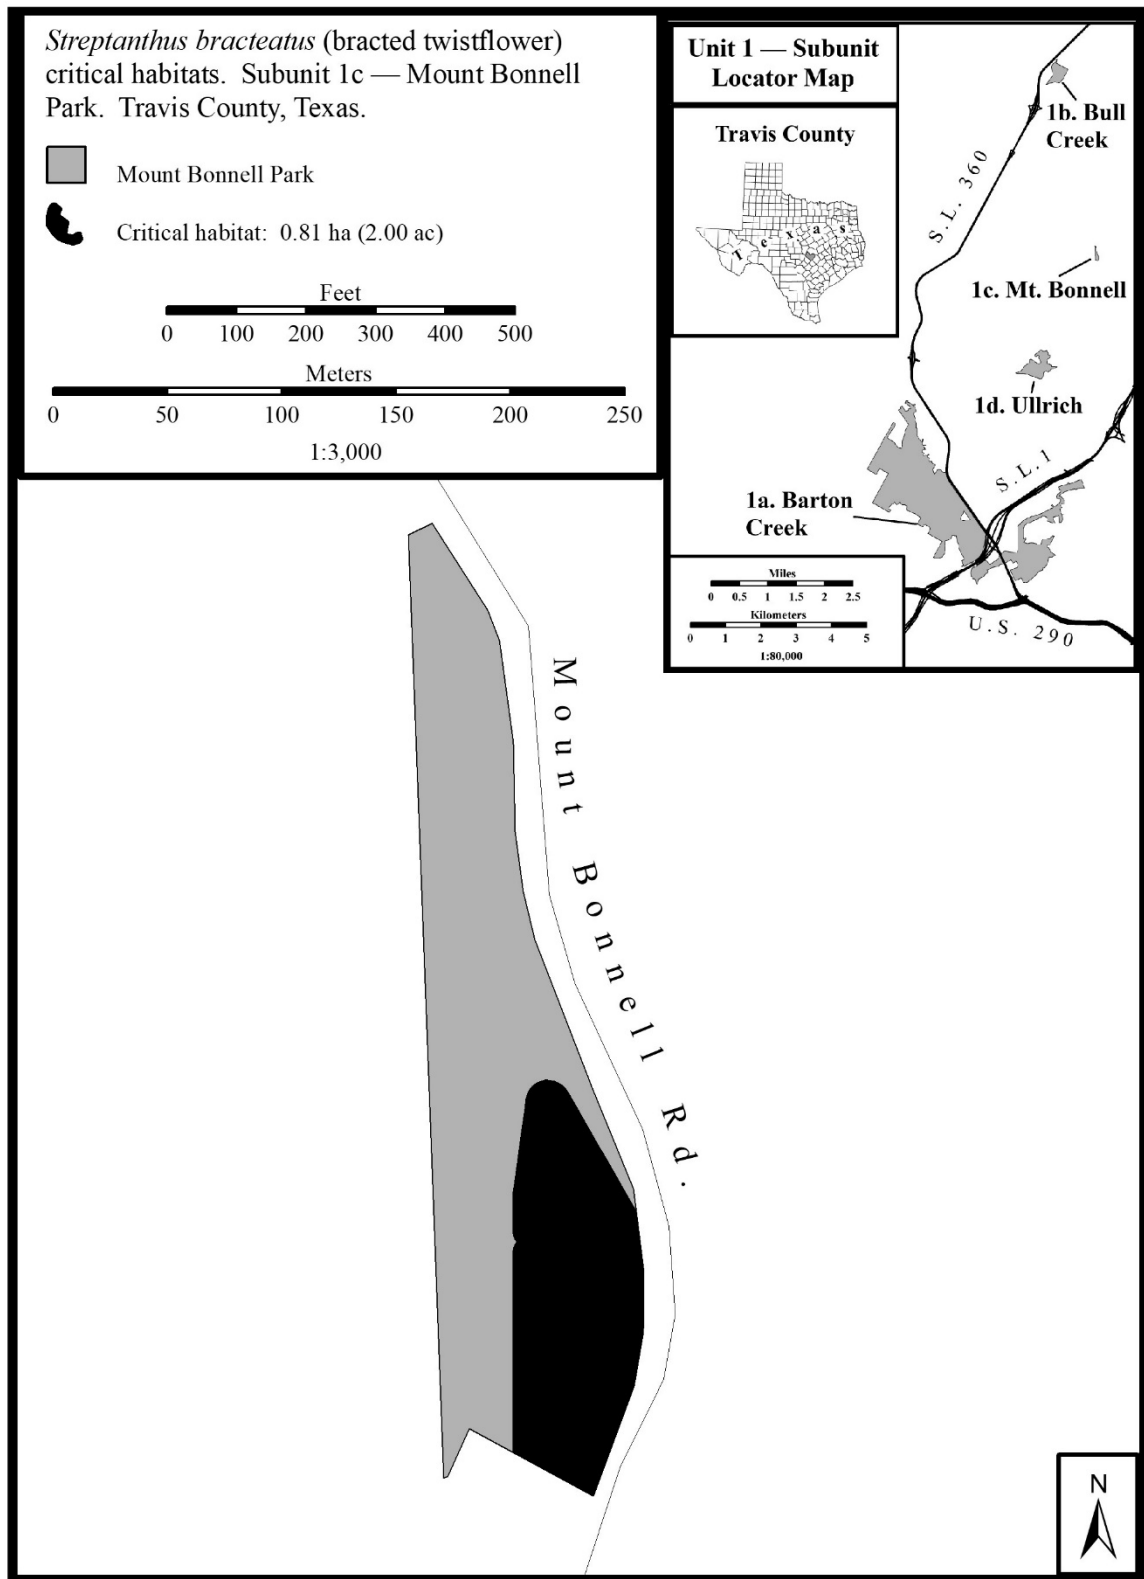 Streptanthus bracteatus (bracted twistflower)
critical habitats. Subunit 1c — Mount Bonnell
Park. Travis County, Texas.
Mount Bonnell Park
Critical habitat: 0.81 ha (2.00 ac)
Feet
0 100 200 300 400 500
Meters
0 50 100 150 200 250
1:3,000
Unit 1 — Subunit
Locator Map
Travis County
Texas
1b. Bull
Creek
S.L. 360
1c. Mt. Bonnell
1d. Ullrich
S.L.1
1a. Barton
Creek
Miles
0 0.5 1 1.5 2 2.5
Kilometers
0 1 2 3 4 5
1:80,000
U.S. 290
Mount Bonnell Rd.
N